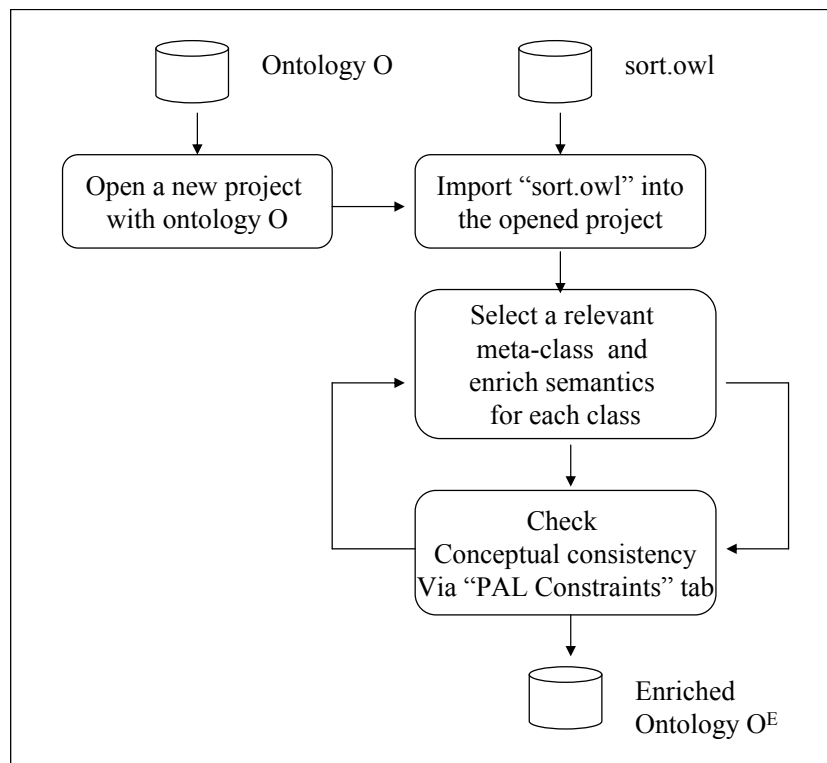 Ontology O
sort.owl
Open a new project
with ontology O
Import “sort.owl” into
the opened project
Select a relevant
meta-class and
enrich semantics
for each class
Check
Conceptual consistency
Via “PAL Constraints” tab
Enriched
Ontology Oᴱ